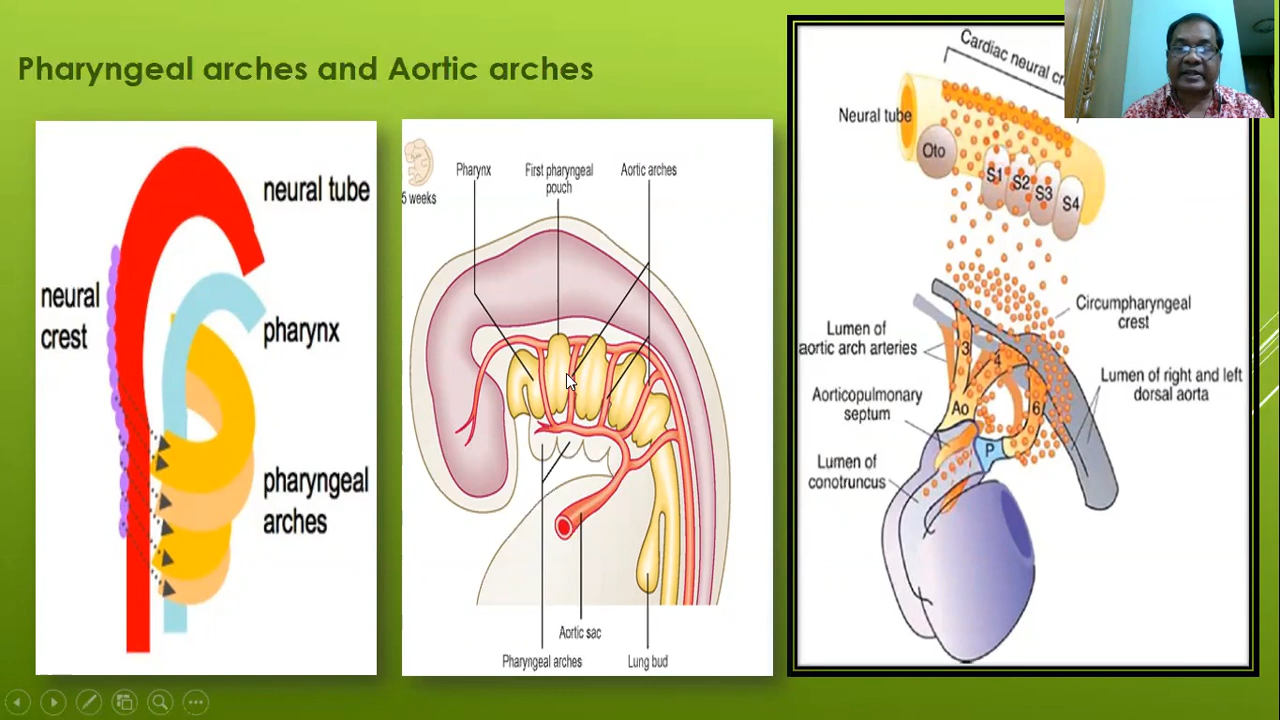 Pharyngeal arches and Aortic arches
neural tube
neural
crest
pharynx
pharyngeal
arches
5 weeks
Pharynx
First pharyngeal
pouch
Aortic arches
Aortic sac
Pharyngeal arches
Lung bud
Cardiac neural
Neural tube
Oto
S1
S2
S3
S4
Circumpharyngeal
crest
Lumen of
aortic arch arteries
3
4
6
Lumen of right and left
dorsal aorta
Aorticopulmonary
septum
Ao
P
Lumen of
conotruncus